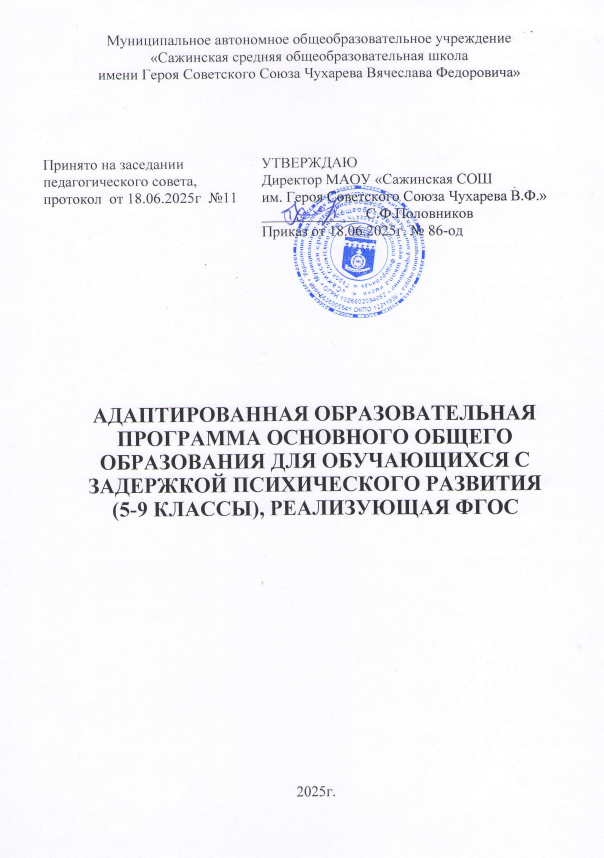 Муниципальное автономное общеобразовательное учреждение
«Сажинская средняя общеобразовательная школа
имени Героя Советского Союза Чухарева Вячеслава Федоровича»
Принято на заседании
педагогического совета,
протокол от 18.06.2025г №11
УТВЕРЖДАЮ
Директор МАОУ «Сажинская СОШ
им. Героя Советского Союза Чухарева В.Ф.»
С.Ф.Половников
Приказ от 18.06.2025г. № 86-од
АДАПТИРОВАННАЯ ОБРАЗОВАТЕЛЬНАЯ
ПРОГРАММА ОСНОВНОГО ОБЩЕГО
ОБРАЗОВАНИЯ ДЛЯ ОБУЧАЮЩИХСЯ С
ЗАДЕРЖКОЙ ПСИХИЧЕСКОГО РАЗВИТИЯ
(5-9 КЛАССЫ), РЕАЛИЗУЮЩАЯ ФГОС
2025г.